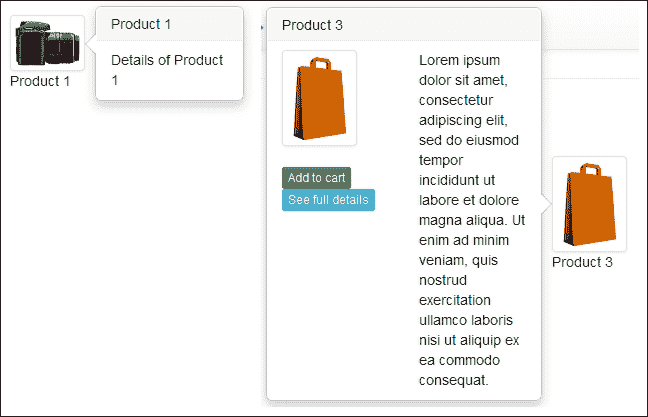 Product 1
Product 1
Details of Product
1
Product 3
Add to cart
See full details
Lorem ipsum
dolor sit amet,
consectetur
adipiscing elit,
sed do eiusmod
tempor
incididunt ut
labore et dolore
magna aliqua. Ut
enim ad minim
veniam, quis
nostrud
exercitation
ullamco laboris
nisi ut aliquip ex
ea commodo
consequat.
Product 3